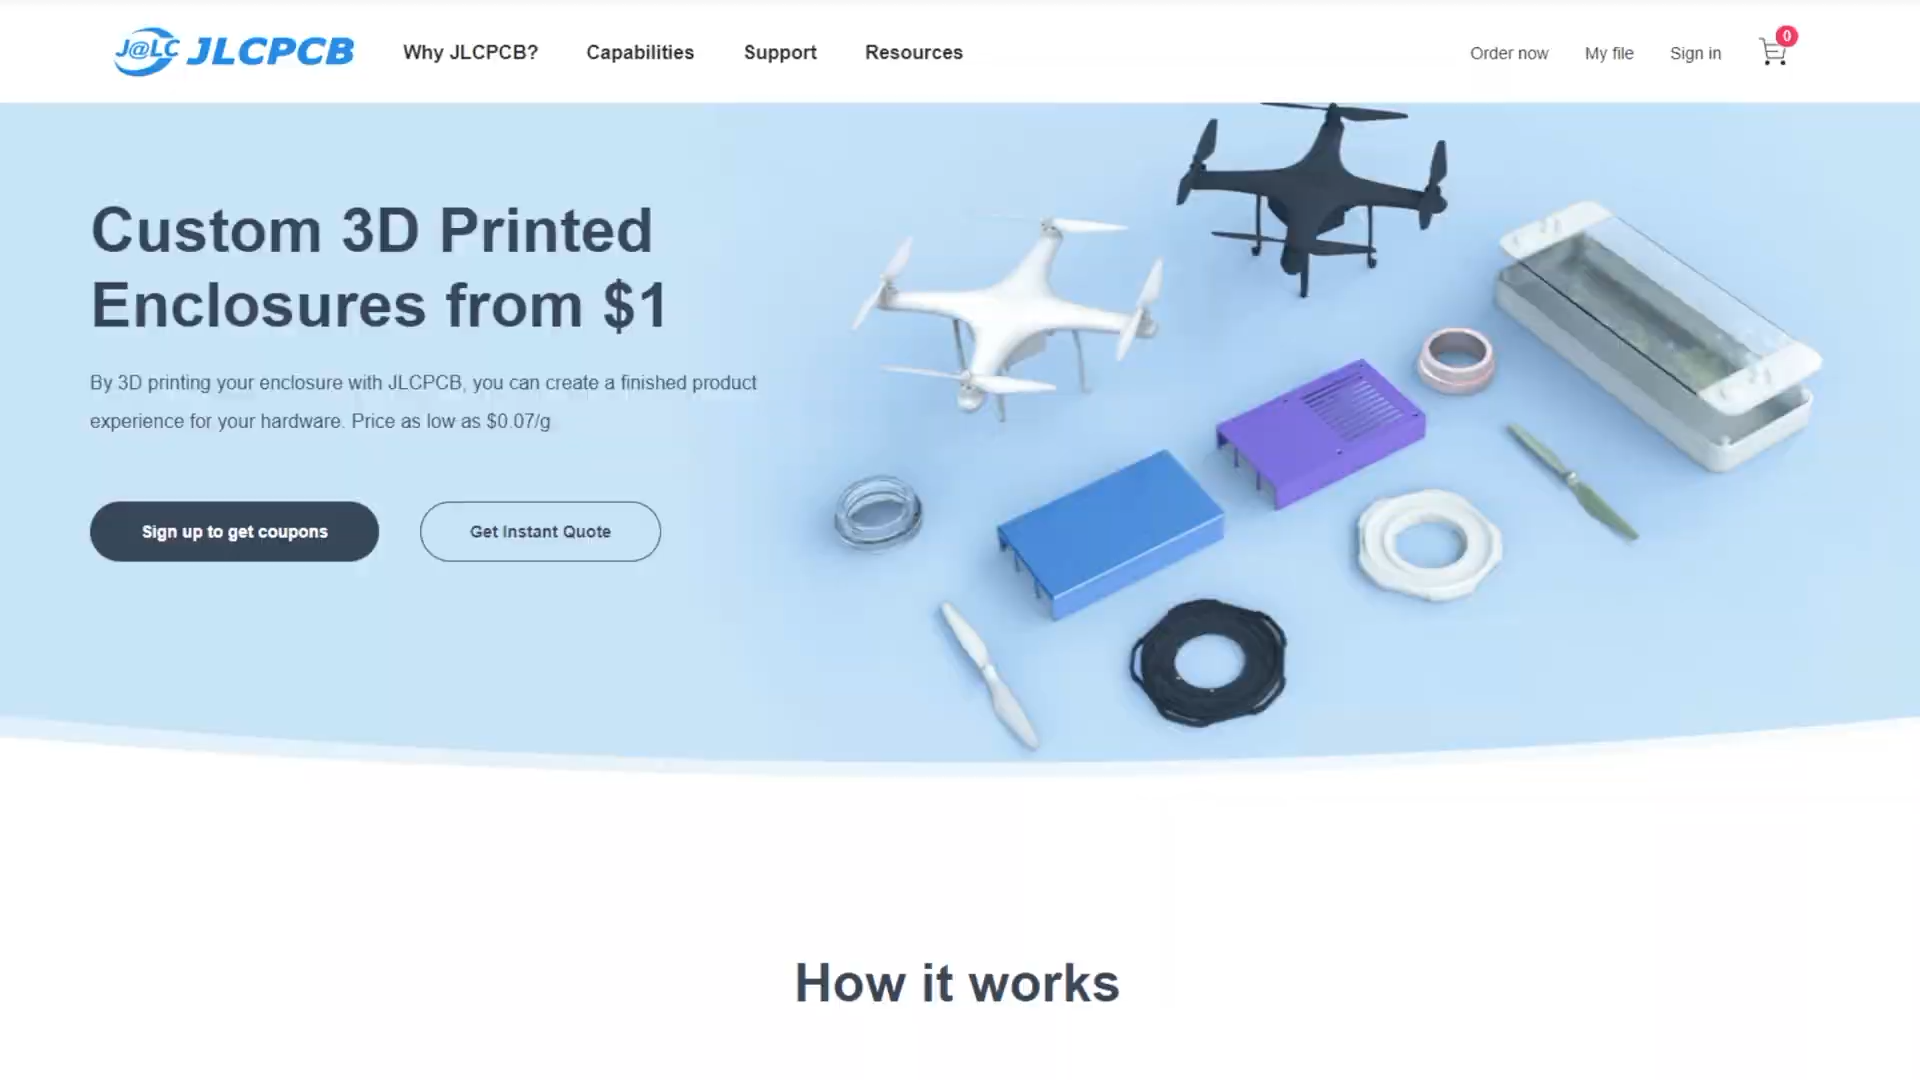 J@LC JLCPCB
Why JLCPCB?
Capabilities
Support
Resources
Order now
My file
Sign in
0
Custom 3D Printed
Enclosures from $1
By 3D printing your enclosure with JLCPCB, you can create a finished product
experience for your hardware. Price as low as $0.07/g
Sign up to get coupons
Get Instant Quote
How it works